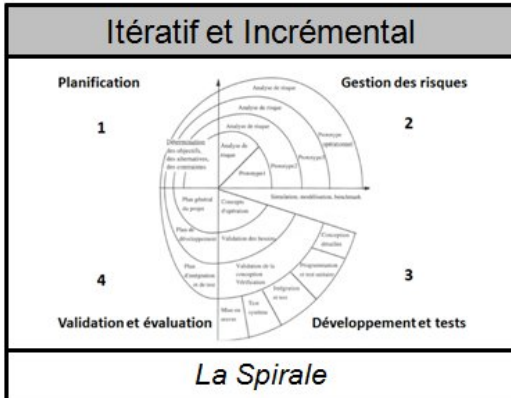 Itératif et Incrémental
Planification
Gestion des risques
1
2
Analyse de risque
Analyse de risque
Analyse de risque
Analyse de
risque
Détermination
des objectifs,
des alternatives,
des contraintes
Prototype1
Prototype2
Prototype3
Prototype
opérationnel
Simulation, modélisation, benchmark
Plan général
du projet
Concepts
d'opération
Plan de
développement
Validation des besoins
Conception
détaillée
Plan
d'intégration
et de test
Validation de la
conception
Vérification
Programmation
et test unitaire
Intégration
et test
Test
système
Mise en
œuvre
4
3
Validation et évaluation
Développement et tests
La Spirale